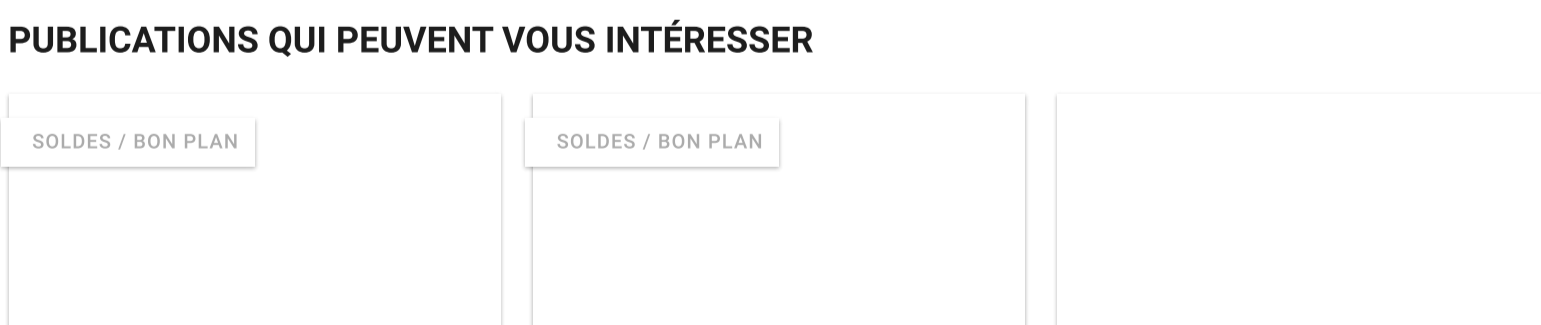 PUBLICATIONS QUI PEUVENT VOUS INTÉRESSER
SOLDES / BON PLAN
SOLDES / BON PLAN